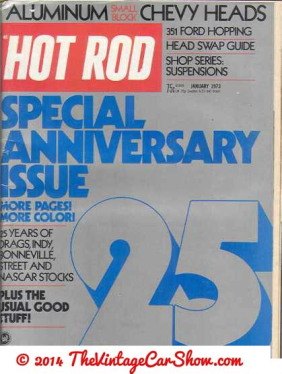 ALUMINUM SMALL BLOCK CHEVY HEADS
HOT ROD
351 FORD HOPPING
HEAD SWAP GUIDE
SHOP SERIES:
SUSPENSIONS
JANUARY 1973
SPECIAL
ANNIVERSARY
ISSUE
MORE PAGES!
MORE COLOR!
25 YEARS OF
DRAGS, INDY,
BONNEVILLE,
STREET AND
NASCAR STOCKS
PLUS THE
USUAL GOOD
STUFF!
25
© 2014 TheVintageCarShow.com